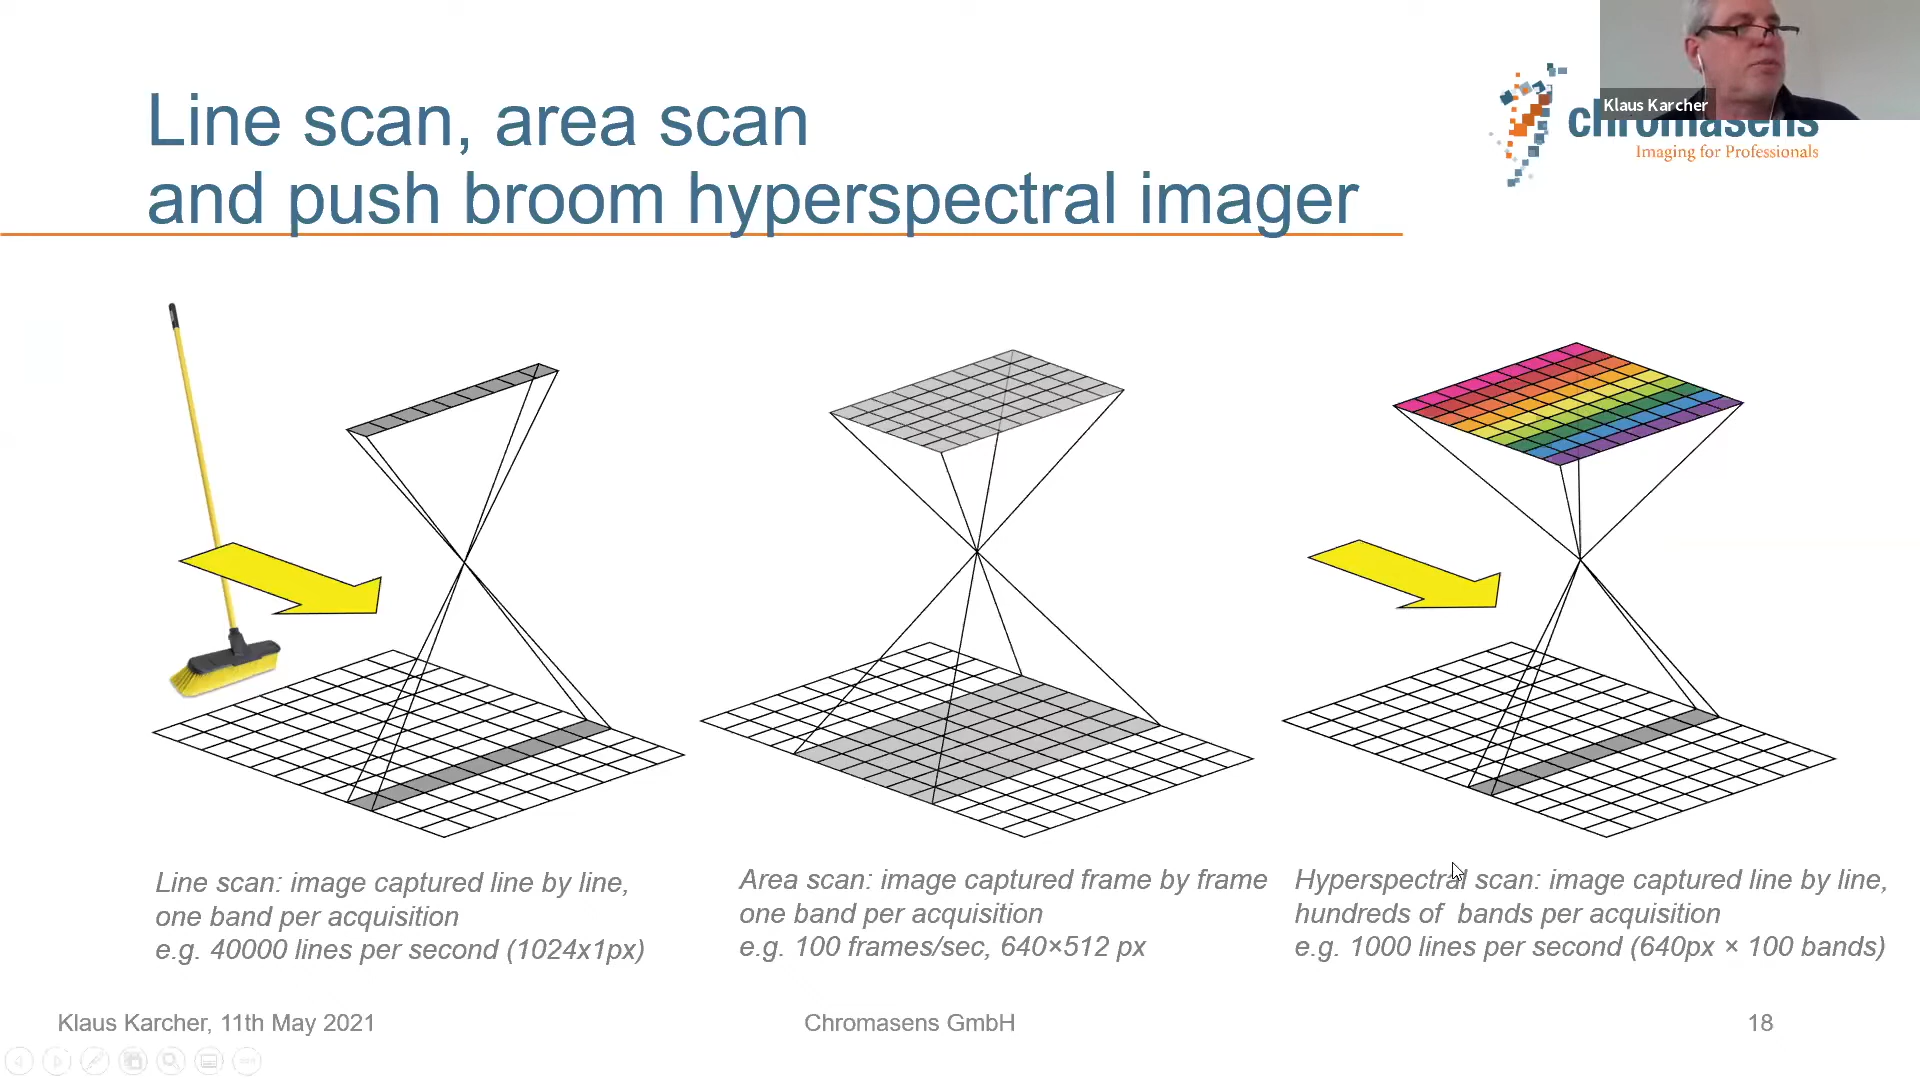 Line scan, area scan
and push broom hyperspectral imager
Klaus Karcher
chromasens
Imaging for Professionals
Line scan: image captured line by line,
one band per acquisition
e.g. 40000 lines per second (1024x1px)
Area scan: image captured frame by frame
one band per acquisition
e.g. 100 frames/sec, 640×512 px
Hyperspectral scan: image captured line by line,
hundreds of bands per acquisition
e.g. 1000 lines per second (640px × 100 bands)
Klaus Karcher, 11th May 2021
Chromasens GmbH
18